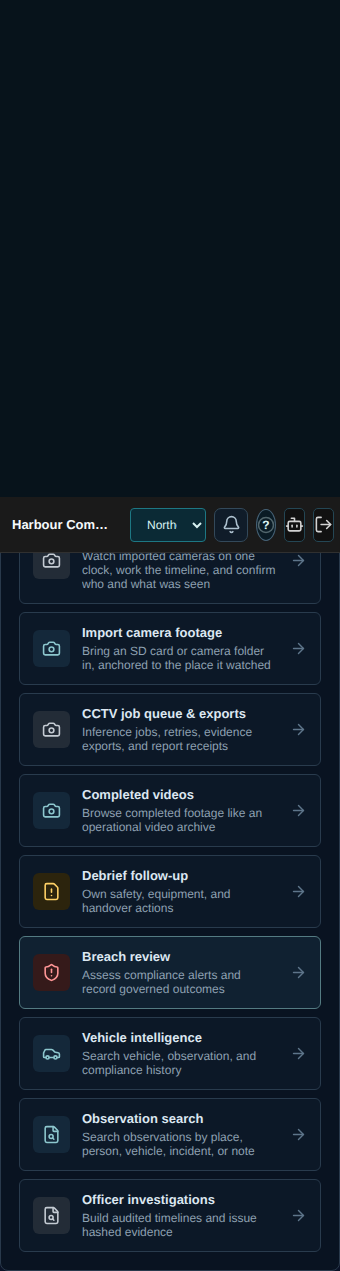 Harbour Com...
North
?
Watch imported cameras on one
clock, work the timeline, and confirm
who and what was seen
Import camera footage
Bring an SD card or camera folder
in, anchored to the place it watched
CCTV job queue & exports
Inference jobs, retries, evidence
exports, and report receipts
Completed videos
Browse completed footage like an
operational video archive
Debrief follow-up
Own safety, equipment, and
handover actions
Breach review
Assess compliance alerts and
record governed outcomes
Vehicle intelligence
Search vehicle, observation, and
compliance history
Observation search
Search observations by place,
person, vehicle, incident, or note
Officer investigations
Build audited timelines and issue
hashed evidence